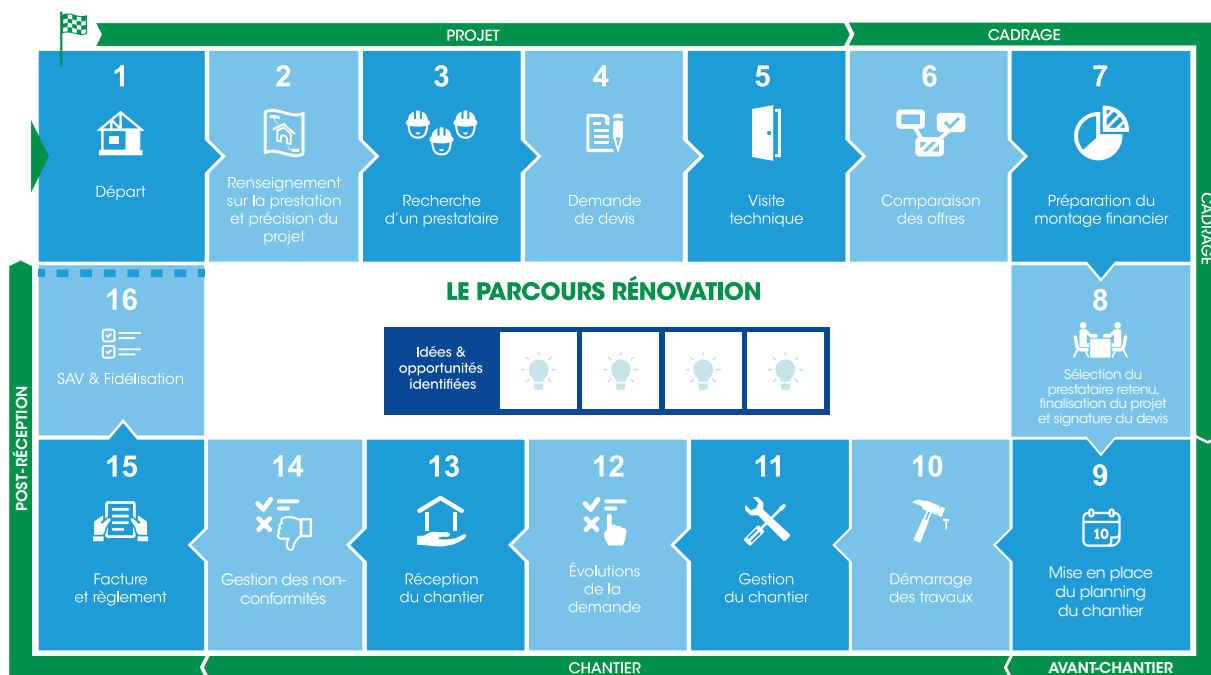 PROJET
CADRAGE
1
Départ
2
Renseignement
sur la prestation
et précision du
projet
3
Recherche
d'un prestataire
4
Demande
de devis
5
Visite
technique
6
Comparaison
des offres
7
Préparation du
montage financier
CADRAGE
LE PARCOURS RÉNOVATION
Idées &
opportunités
identifiées
8
Sélection du
prestataire retenu,
finalisation du projet
et signature du devis
9
10
Mise en place
du planning
du chantier
10
Démarrage
des travaux
11
Gestion
du chantier
12
Évolutions
de la
demande
13
Réception
du chantier
14
Gestion des non-
conformités
15
Facture
et règlement
16
SAV & Fidélisation
POST-RÉCEPTION
CHANTIER
AVANT-CHANTIER